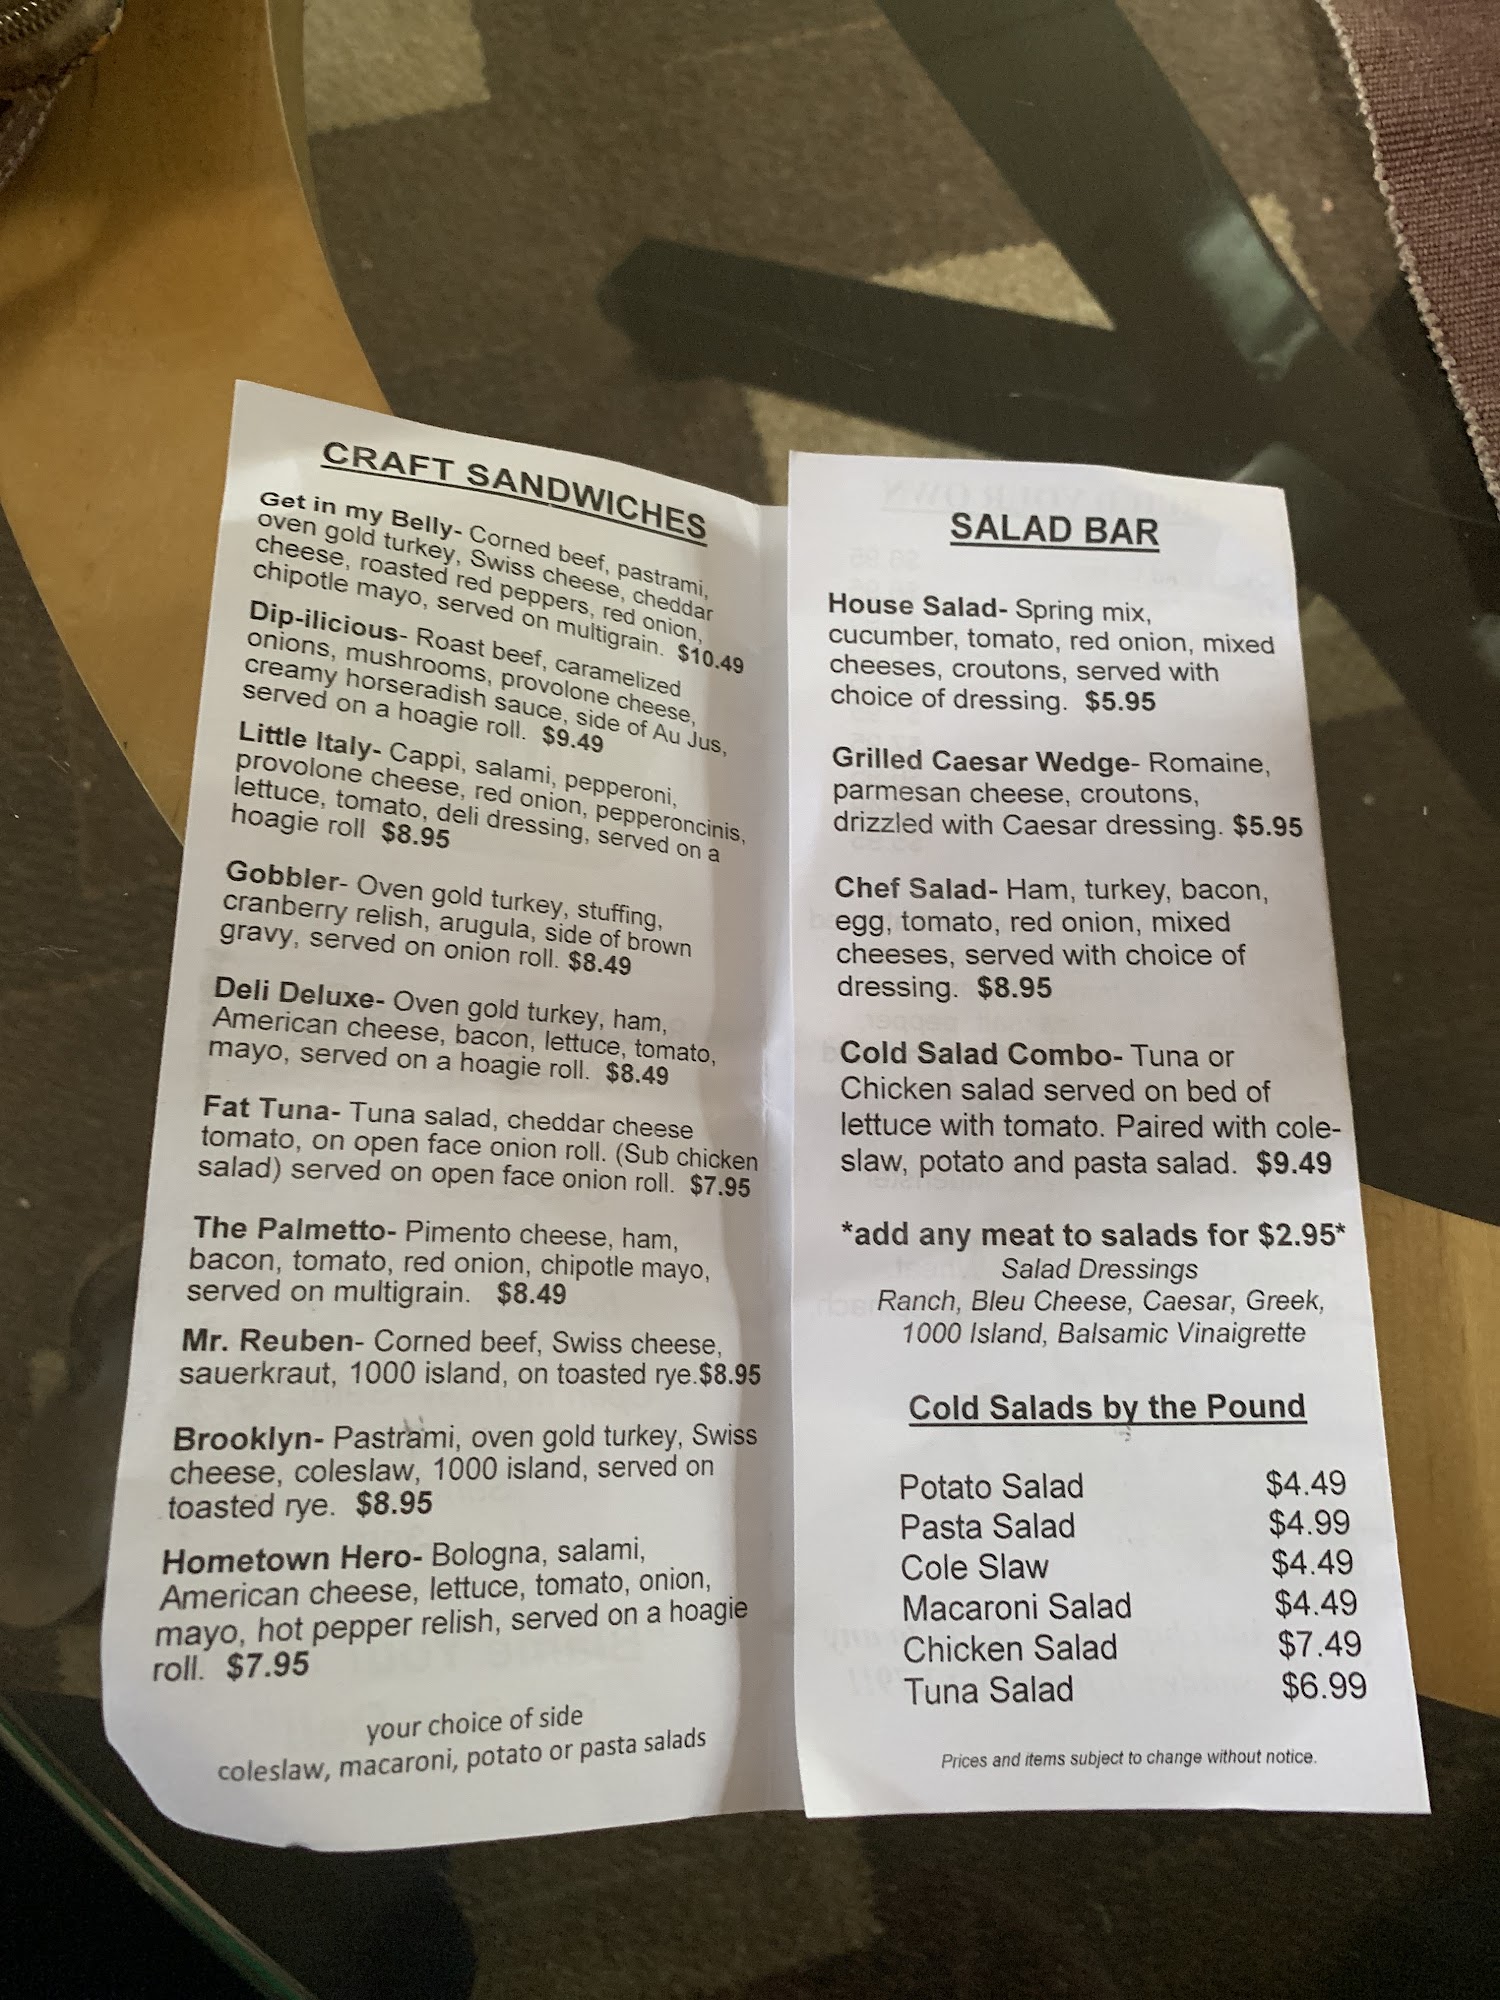 CRAFT SANDWICHES
Get in my Belly- Corned beef, pastrami,
oven gold turkey, Swiss cheese, cheddar
cheese, roasted red peppers, red onion,
chipotle mayo, served on multigrain. $10.49
Dip-ilicious- Roast beef, caramelized
onions, mushrooms, provolone cheese,
creamy horseradish sauce, side of Au Jus,
served on a hoagie roll. $9.49
Little Italy- Cappi, salami, pepperoni,
provolone cheese, red onion, pepperoncinis,
lettuce, tomato, deli dressing, served on a
hoagie roll $8.95
Gobbler- Oven gold turkey, stuffing,
cranberry relish, arugula, side of brown
gravy, served on onion roll. $8.49
Deli Deluxe- Oven gold turkey, ham,
American cheese, bacon, lettuce, tomato,
mayo, served on a hoagie roll. $8.49
Fat Tuna- Tuna salad, cheddar cheese
tomato, on open face onion roll. (Sub chicken
salad) served on open face onion roll. $7.95
The Palmetto- Pimento cheese, ham,
bacon, tomato, red onion, chipotle mayo,
served on multigrain. $8.49
Mr. Reuben- Corned beef, Swiss cheese,
sauerkraut, 1000 island, on toasted rye.$8.95
Brooklyn- Pastrami, oven gold turkey, Swiss
cheese, coleslaw, 1000 island, served on
toasted rye. $8.95
Hometown Hero- Bologna, salami,
American cheese, lettuce, tomato, onion,
mayo, hot pepper relish, served on a hoagie
roll. $7.95
your choice of side
coleslaw, macaroni, potato or pasta salads
SALAD BAR
House Salad- Spring mix,
cucumber, tomato, red onion, mixed
cheeses, croutons, served with
choice of dressing. $5.95
Grilled Caesar Wedge- Romaine,
parmesan cheese, croutons,
drizzled with Caesar dressing. $5.95
Chef Salad- Ham, turkey, bacon,
egg, tomato, red onion, mixed
cheeses, served with choice of
dressing. $8.95
Cold Salad Combo- Tuna or
Chicken salad served on bed of
lettuce with tomato. Paired with cole-
slaw, potato and pasta salad. $9.49
*add any meat to salads for $2.95*
Salad Dressings
Ranch, Bleu Cheese, Caesar, Greek,
1000 Island, Balsamic Vinaigrette
Cold Salads by the Pound
Potato Salad $4.49
Pasta Salad $4.99
Cole Slaw $4.49
Macaroni Salad $4.49
Chicken Salad $7.49
Tuna Salad $6.99
Prices and items subject to change without notice.